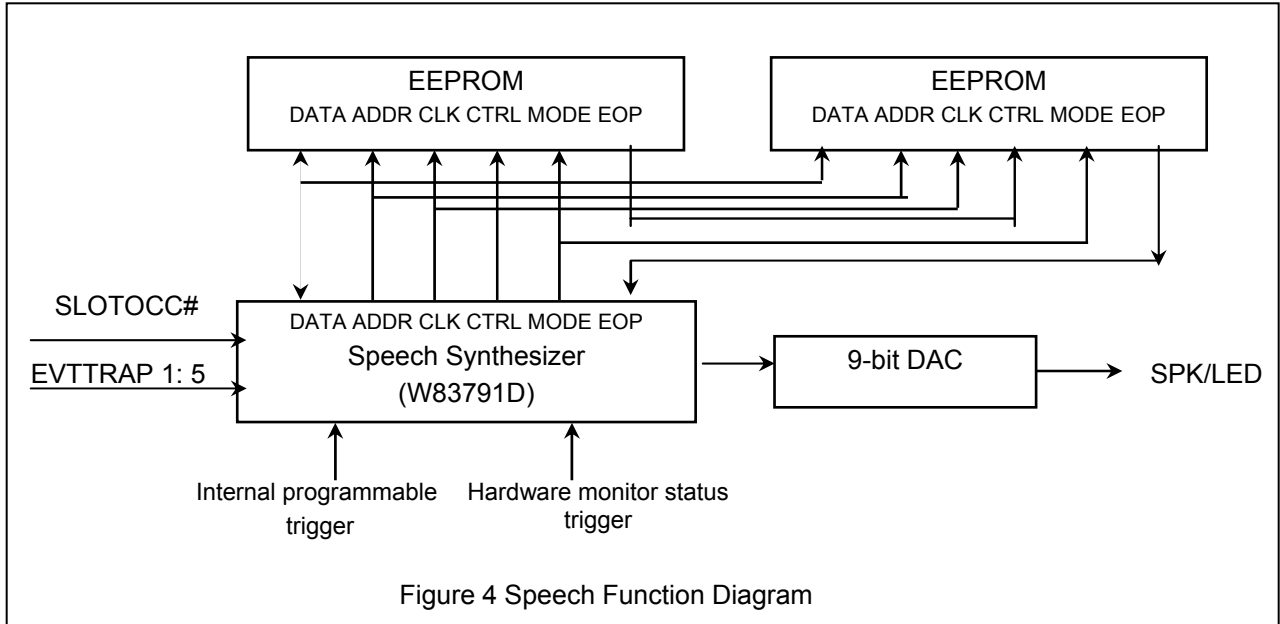 EEPROM
DATA ADDR CLK CTRL MODE EOP
EEPROM
DATA ADDR CLK CTRL MODE EOP
SLOTOCC#
EVTTRAP 1: 5
DATA ADDR CLK CTRL MODE EOP
Speech Synthesizer
(W83791D)
9-bit DAC
SPK/LED
Internal programmable
trigger
Hardware monitor status
trigger
Figure 4 Speech Function Diagram